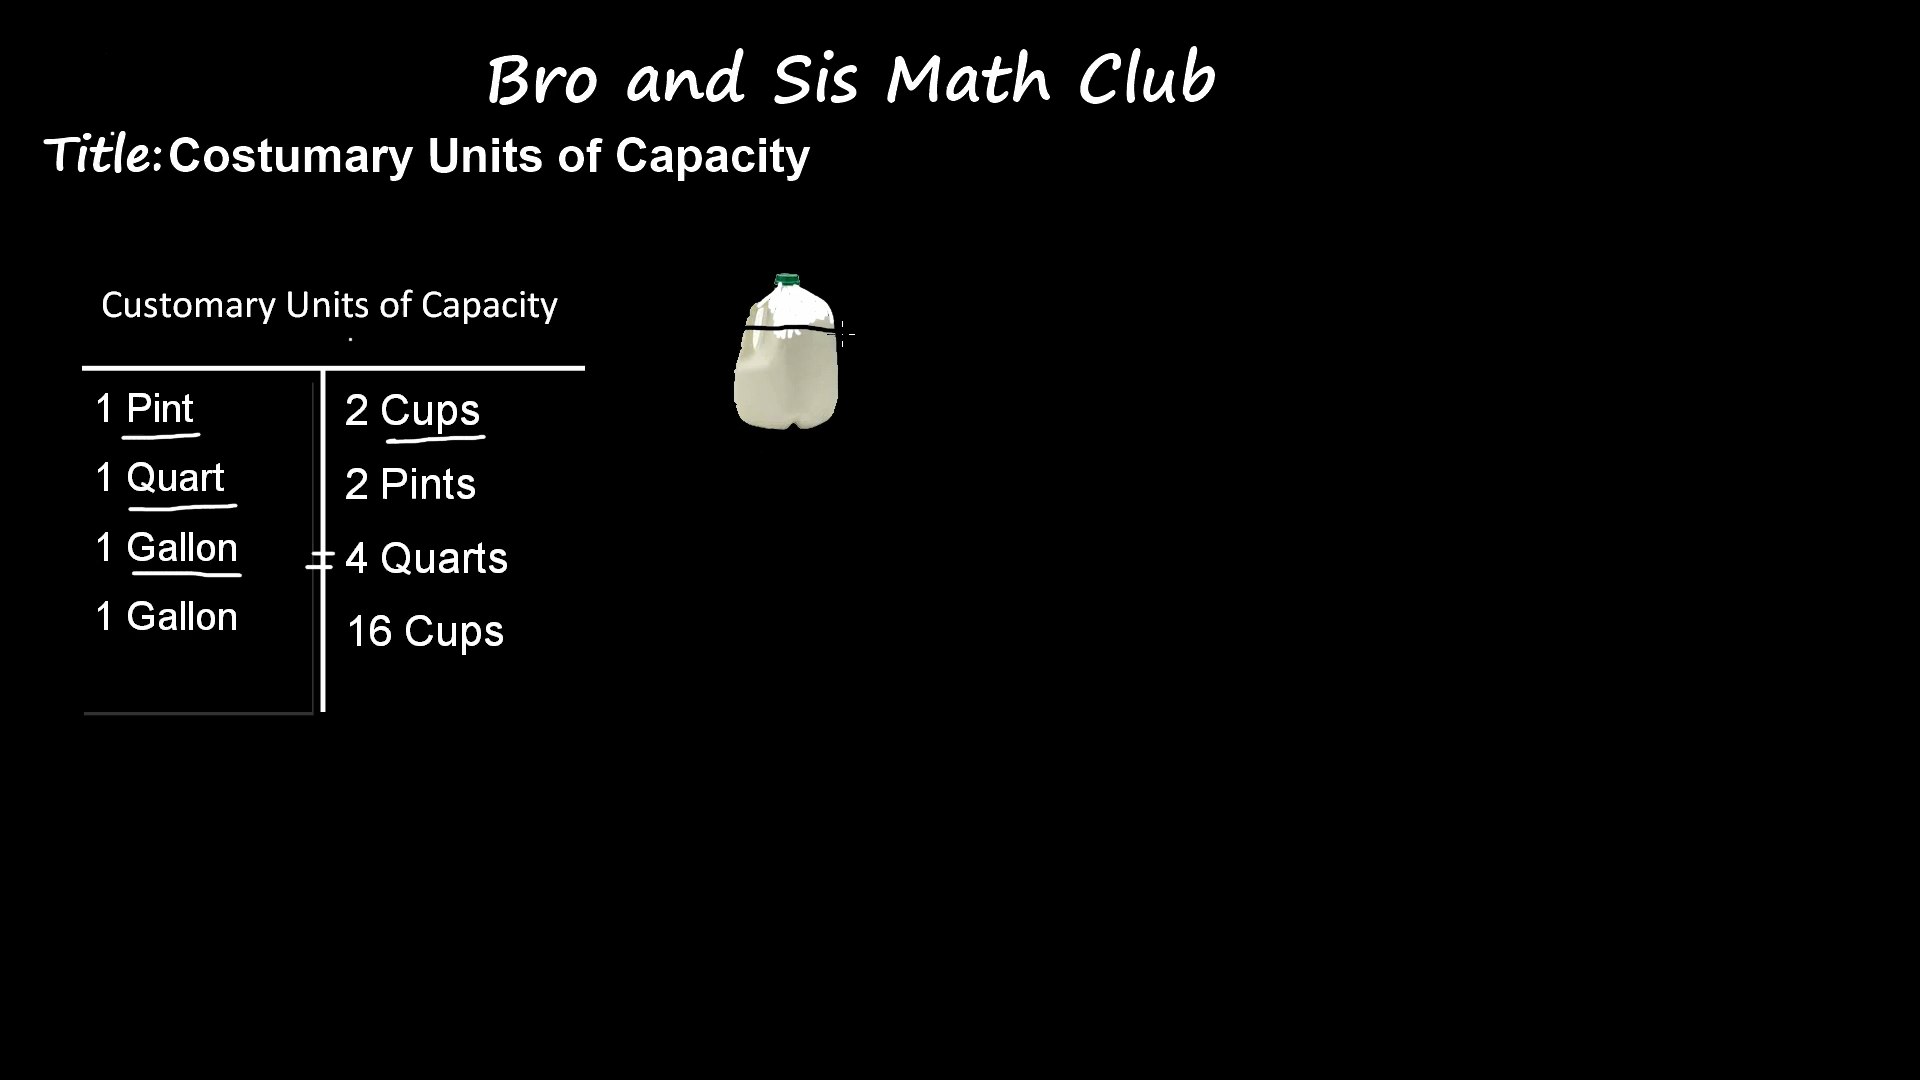 Bro and Sis Math Club
Title: Costumary Units of Capacity
Customary Units of Capacity
1 Pint 2 Cups
1 Quart 2 Pints
1 Gallon = 4 Quarts
1 Gallon 16 Cups